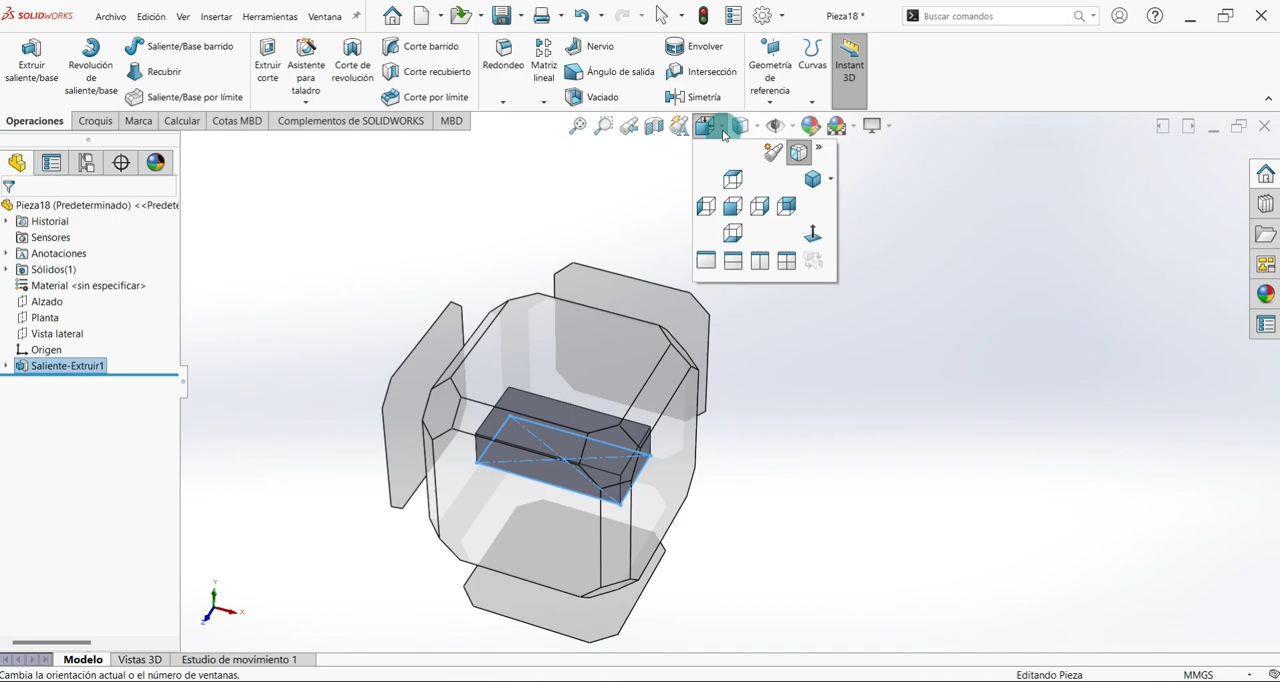 SOLIDWORKS
Archivo Edición Ver Insertar Herramientas Ventana
Pieza18 *
Buscar comandos
Extruir saliente/base
Revolución de saliente/base
Saliente/Base barrido
Recubrir
Saliente/Base por límite
Extruir corte
Asistente para taladro
Corte de revolución
Corte barrido
Corte recubierto
Corte por límite
Redondeo
Matriz lineal
Nervio
Ángulo de salida
Vaciado
Envolver
Intersección
Simetría
Geometría de referencia
Curvas
Instant 3D
Operaciones Croquis Marca Calcular Cotas MBD Complementos de SOLIDWORKS MBD
Pieza18 (Predeterminado) <<Predete
Historial
Sensores
Anotaciones
Sólidos(1)
Material <sin especificar>
Alzado
Planta
Vista lateral
Origen
Saliente-Extruir1
Y
X
Z
Modelo Vistas 3D Estudio de movimiento 1
Cambia la orientación actual o el número de ventanas.
Editando Pieza
MMGS